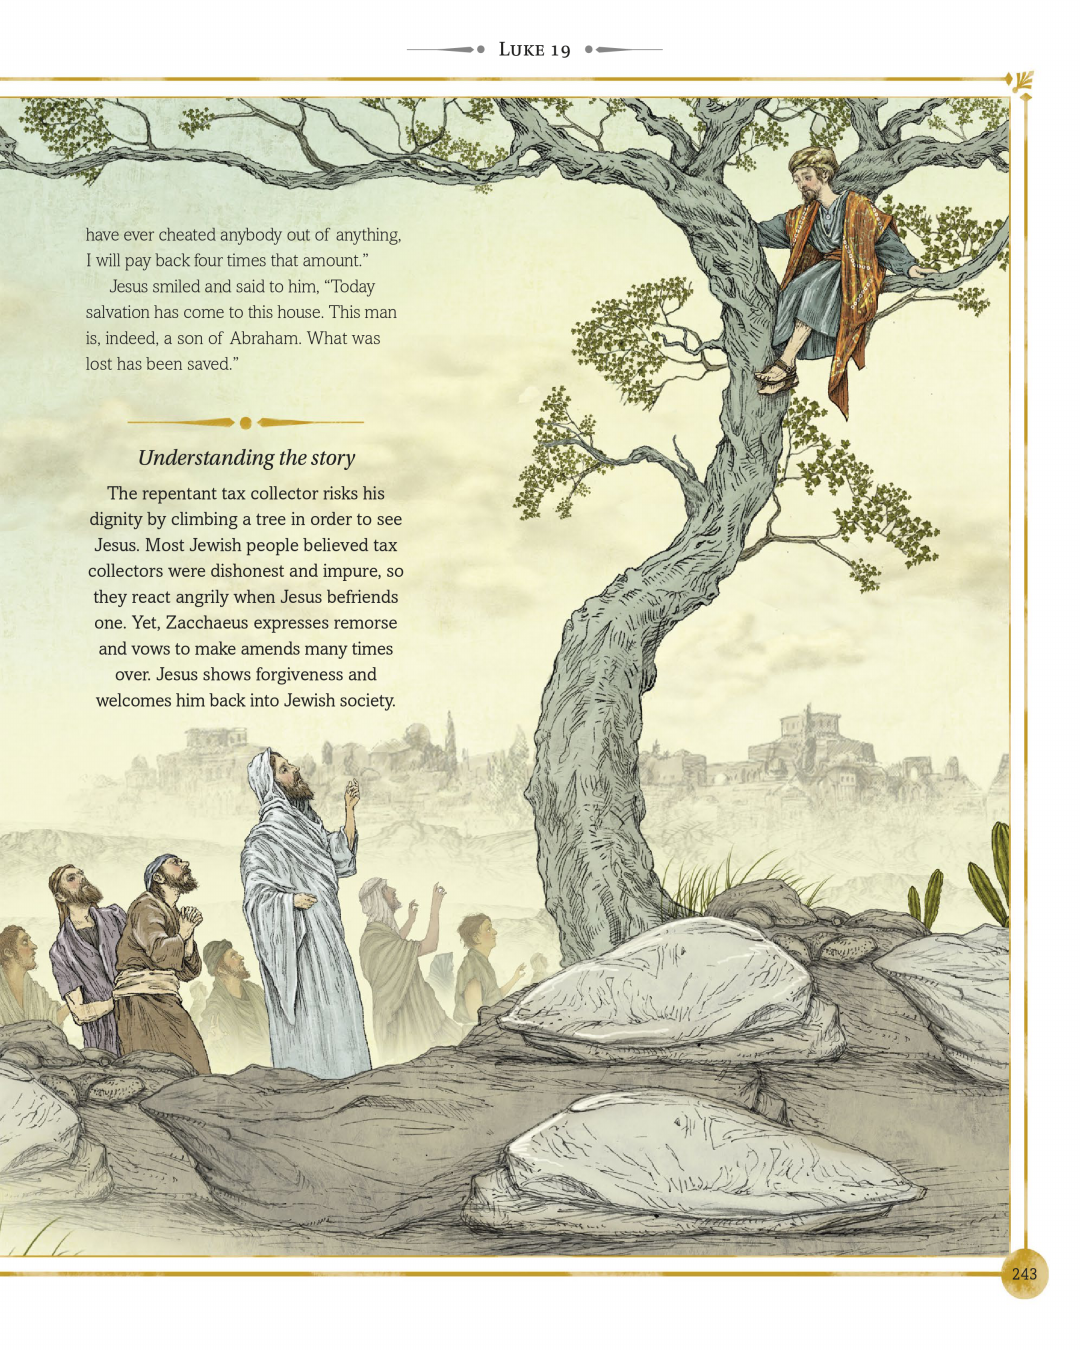 Luke 19
have ever cheated anybody out of anything,
I will pay back four times that amount.”
Jesus smiled and said to him, “Today
salvation has come to this house. This man
is, indeed, a son of Abraham. What was
lost has been saved.”
Understanding the story
The repentant tax collector risks his
dignity by climbing a tree in order to see
Jesus. Most Jewish people believed tax
collectors were dishonest and impure, so
they react angrily when Jesus befriends
one. Yet, Zacchaeus expresses remorse
and vows to make amends many times
over. Jesus shows forgiveness and
welcomes him back into Jewish society.
243